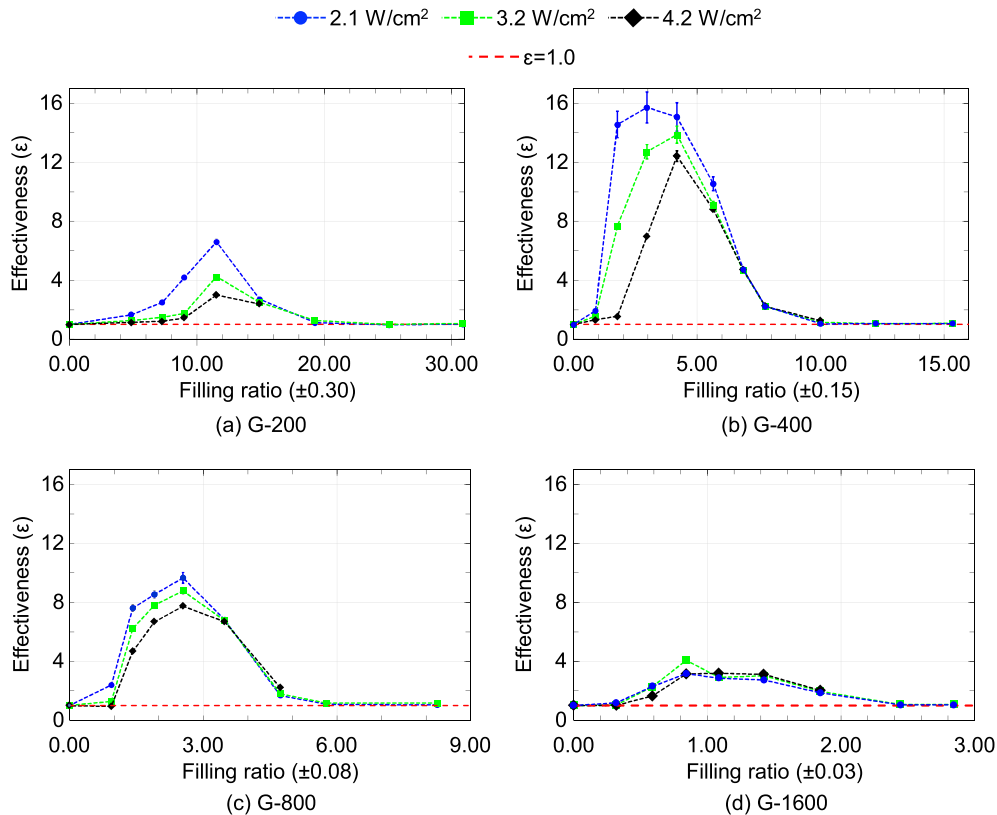 2.1 W/cm² 3.2 W/cm² 4.2 W/cm²
ε=1.0
16
12
8
4
0
Effectiveness (ε)
0.00 10.00 20.00 30.00
Filling ratio (±0.30)
(a) G-200
16
12
8
4
0
Effectiveness (ε)
0.00 5.00 10.00 15.00
Filling ratio (±0.15)
(b) G-400
16
12
8
4
0
Effectiveness (ε)
0.00 3.00 6.00 9.00
Filling ratio (±0.08)
(c) G-800
16
12
8
4
0
Effectiveness (ε)
0.00 1.00 2.00 3.00
Filling ratio (±0.03)
(d) G-1600